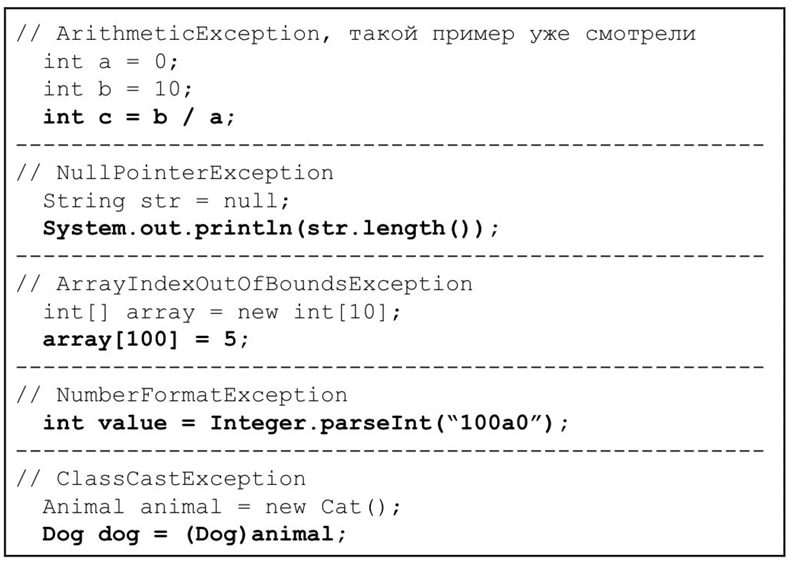 // ArithmeticException, такой пример уже смотрели
int a = 0;
int b = 10;
int c = b / a;
------------------------------------------------------
// NullPointerException
String str = null;
System.out.println(str.length());
------------------------------------------------------
// ArrayIndexOutOfBoundsException
int[] array = new int[10];
array[100] = 5;
------------------------------------------------------
// NumberFormatException
int value = Integer.parseInt(“100a0”);
------------------------------------------------------
// ClassCastException
Animal animal = new Cat();
Dog dog = (Dog)animal;